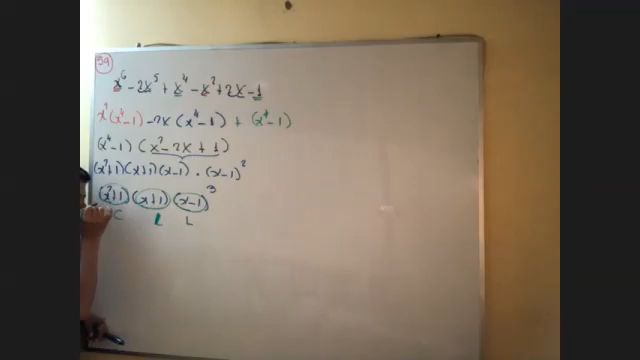 59
x⁶ - 2x⁵ + x⁴ - x² + 2x - 1
x²(x⁴-1) - 2x(x⁴-1) + (x⁴-1)
(x⁴-1)(x²-2x+1)
(x²+1)(x+1)(x-1) · (x-1)²
(x²+1)(x+1)(x-1)³
C L L